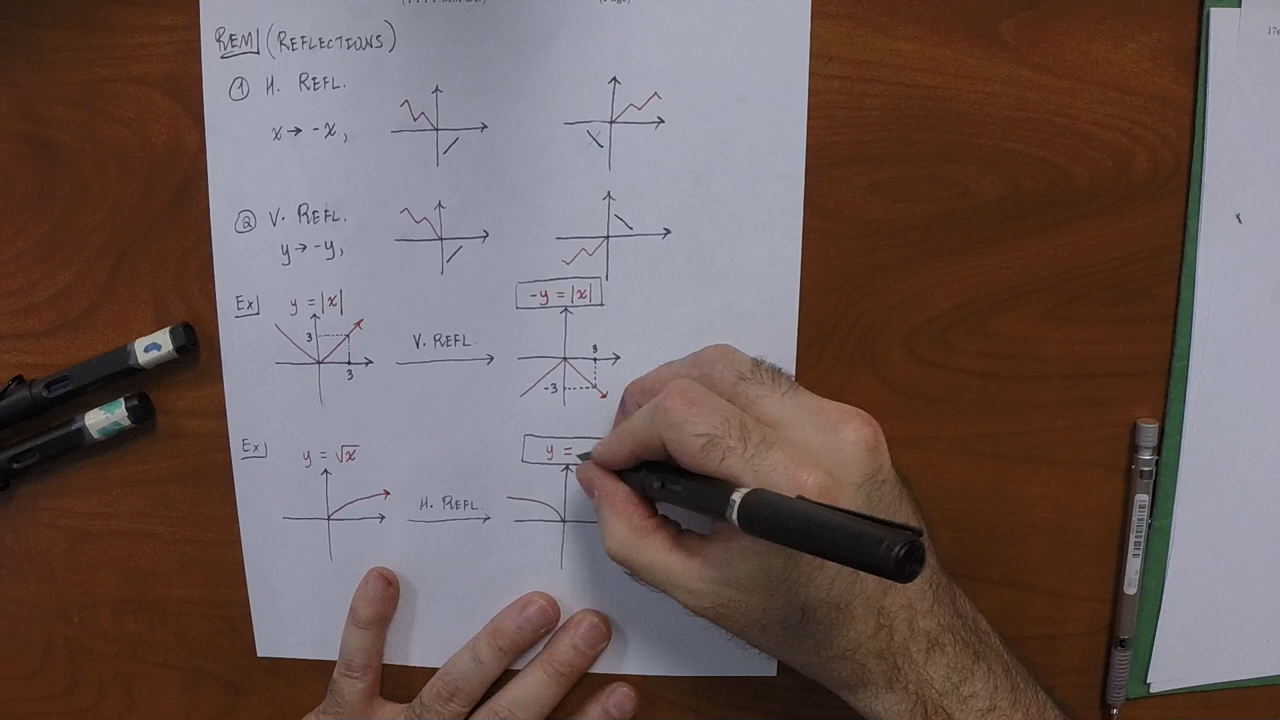 REM (REFLECTIONS)
① H. REFL.
x → -x,
② V. REFL.
y → -y,
Ex y = |x|
3
3
V. REFL.
-y = |x|
3
-3
Ex y = √x
H. REFL.
y =